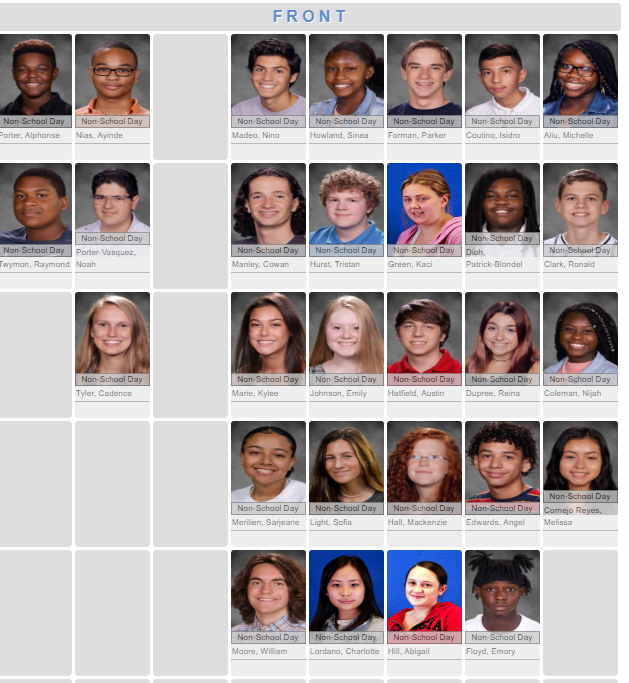 FRONT
Non-School Day Non-School Day Non-School Day Non-School Day Non-School Day Non-School Day Non-School Day
Porter, Alphonse Nias, Ayinde Madeo, Nino Howland, Sinea Forman, Parker Coutino, Isidro Aliu, Michelle
Non-School Day Non-School Day Non-School Day Non-School Day Non-School Day Non-School Day Non-School Day
Twymon, Raymond Porter-Vasquez, Noah Manley, Cowan Hurst, Tristan Green, Kaci Dioh, Patrick-Blondel Clark, Ronald
Non-School Day Non-School Day Non-School Day Non-School Day Non-School Day Non-School Day
Tyler, Cadence Marie, Kylee Johnson, Emily Hatfield, Austin Dupree, Reina Coleman, Nijah
Non-School Day Non-School Day Non-School Day Non-School Day Non-School Day
Merilien, Sarjeane Light, Sofia Hall, Mackenzie Edwards, Angel Cornejo Reyes, Melissa
Non-School Day Non-School Day Non-School Day Non-School Day
Moore, William Lordano, Charlotte Hill, Abigail Floyd, Emory